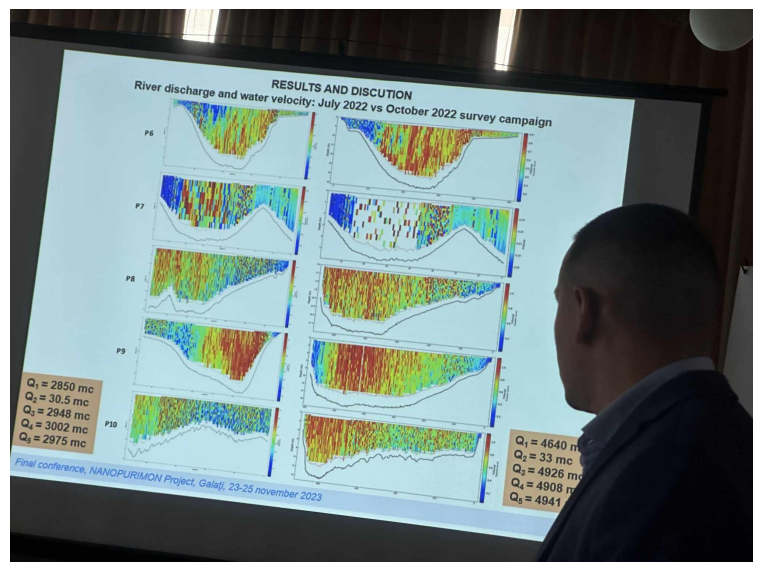 RESULTS AND DISCUTION
River discharge and water velocity: July 2022 vs October 2022 survey campaign
P6
P7
P8
P9
P10
Q₁ = 2850 mc
Q₂ = 30.5 mc
Q₃ = 2948 mc
Q₄ = 3002 mc
Q₅ = 2975 mc
Q₁ = 4640 m
Q₂ = 33 mc
Q₃ = 4926 mc
Q₄ = 4908 m
Q₅ = 4941
Final conference, NANOPURIMON Project, Galaţi, 23-25 november 2023